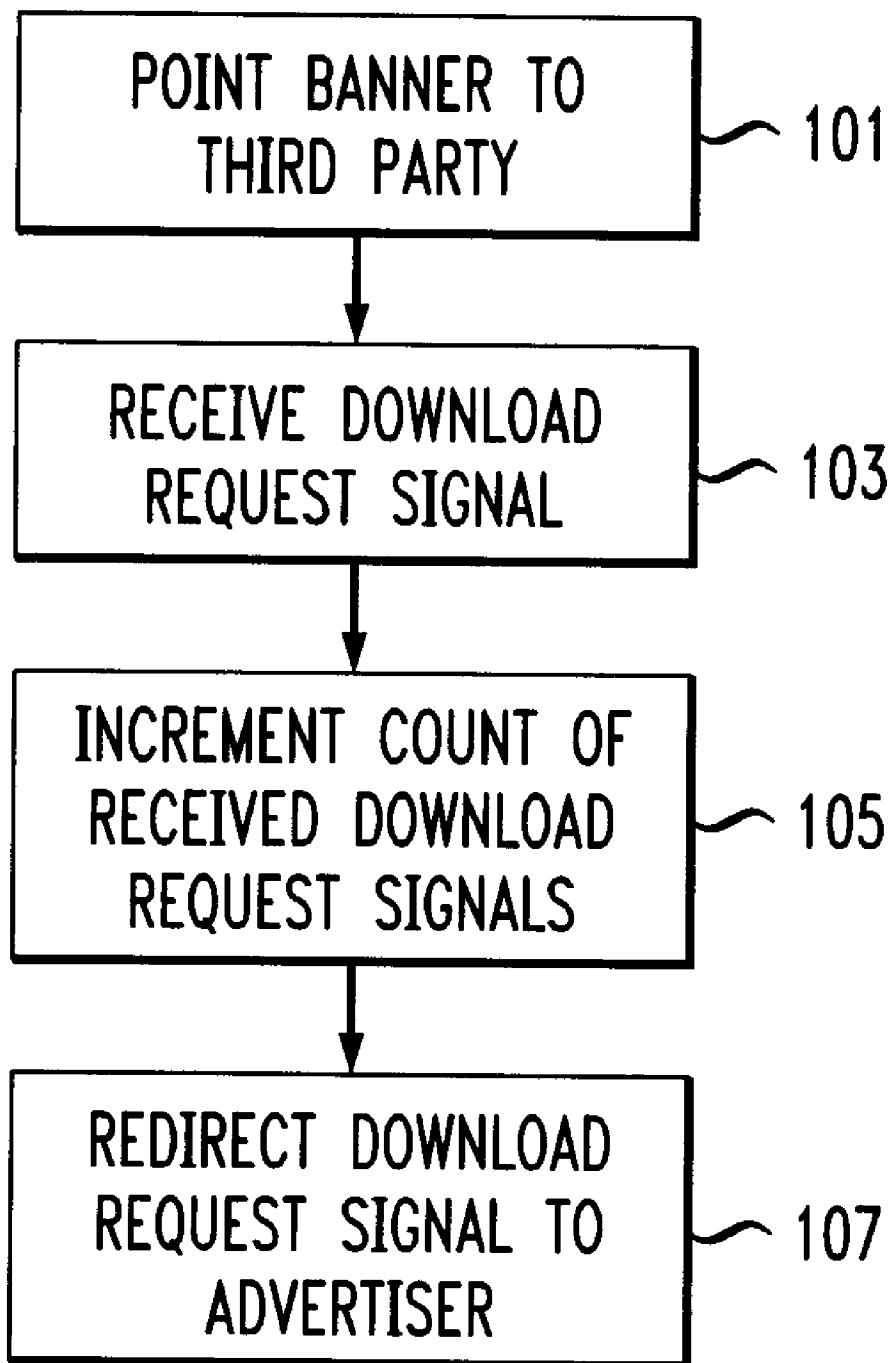 POINT BANNER TO
THIRD PARTY
101
RECEIVE DOWNLOAD
REQUEST SIGNAL
103
INCREMENT COUNT OF
RECEIVED DOWNLOAD
REQUEST SIGNALS
105
REDIRECT DOWNLOAD
REQUEST SIGNAL TO
ADVERTISER
107